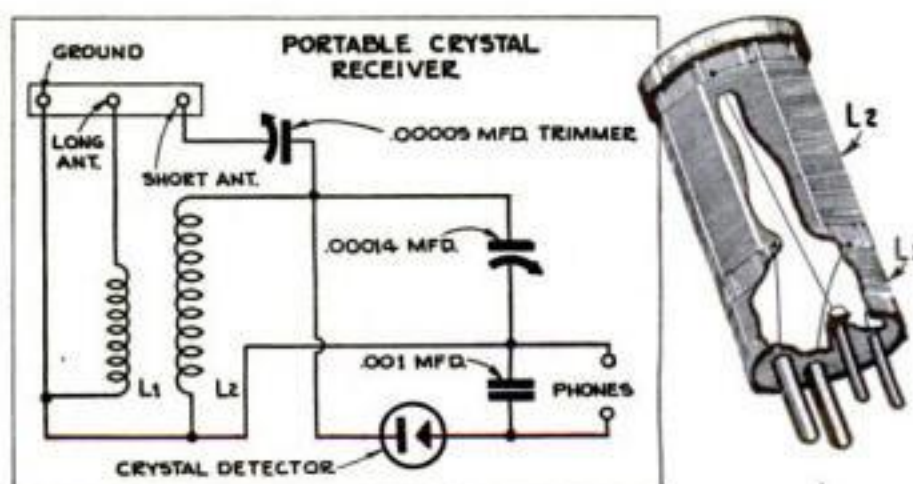 PORTABLE CRYSTAL
RECEIVER
GROUND
LONG
ANT.
SHORT ANT.
.00005 MFD. TRIMMER
.00014 MFD.
.001 MFD.
PHONES
L1
L2
CRYSTAL DETECTOR
L2